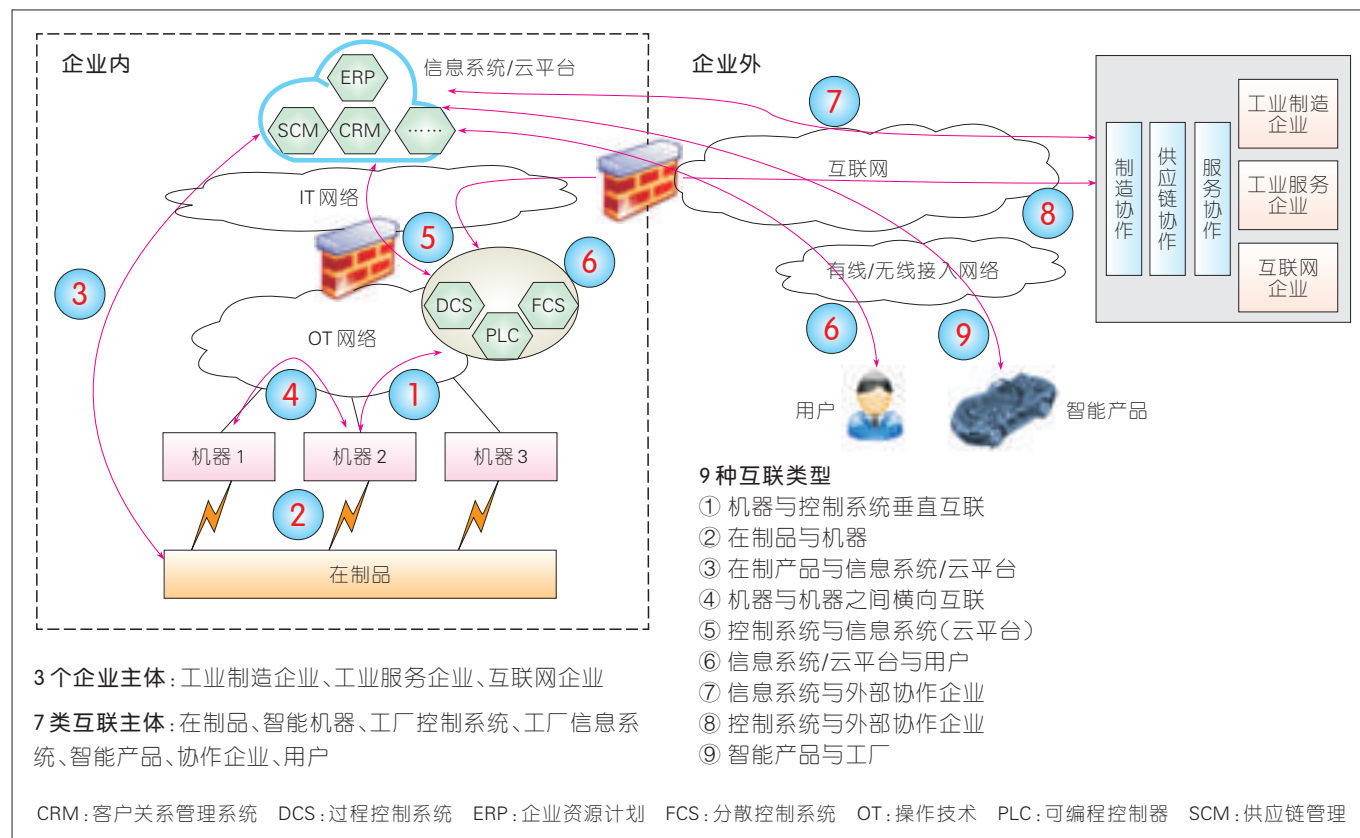 企业内
信息系统/云平台
企业外
ERP
SCM
CRM
……
7
工业制造
企业
互联网
制造协作
供应链协作
服务协作
工业服务
企业
IT网络
8
5
6
有线/无线接入网络
互联网
企业
3
DCS
FCS
PLC
OT网络
6
9
4
1
用户
智能产品
机器1
机器2
机器3
2
在制品
9种互联类型
① 机器与控制系统垂直互联
② 在制品与机器
③ 在制产品与信息系统/云平台
④ 机器与机器之间横向互联
⑤ 控制系统与信息系统(云平台)
⑥ 信息系统/云平台与用户
⑦ 信息系统与外部协作企业
⑧ 控制系统与外部协作企业
⑨ 智能产品与工厂
3个企业主体:工业制造企业、工业服务企业、互联网企业
7类互联主体:在制品、智能机器、工厂控制系统、工厂信息系
统、智能产品、协作企业、用户
CRM:客户关系管理系统 DCS:过程控制系统 ERP:企业资源计划 FCS:分散控制系统 OT:操作技术 PLC:可编程控制器 SCM:供应链管理